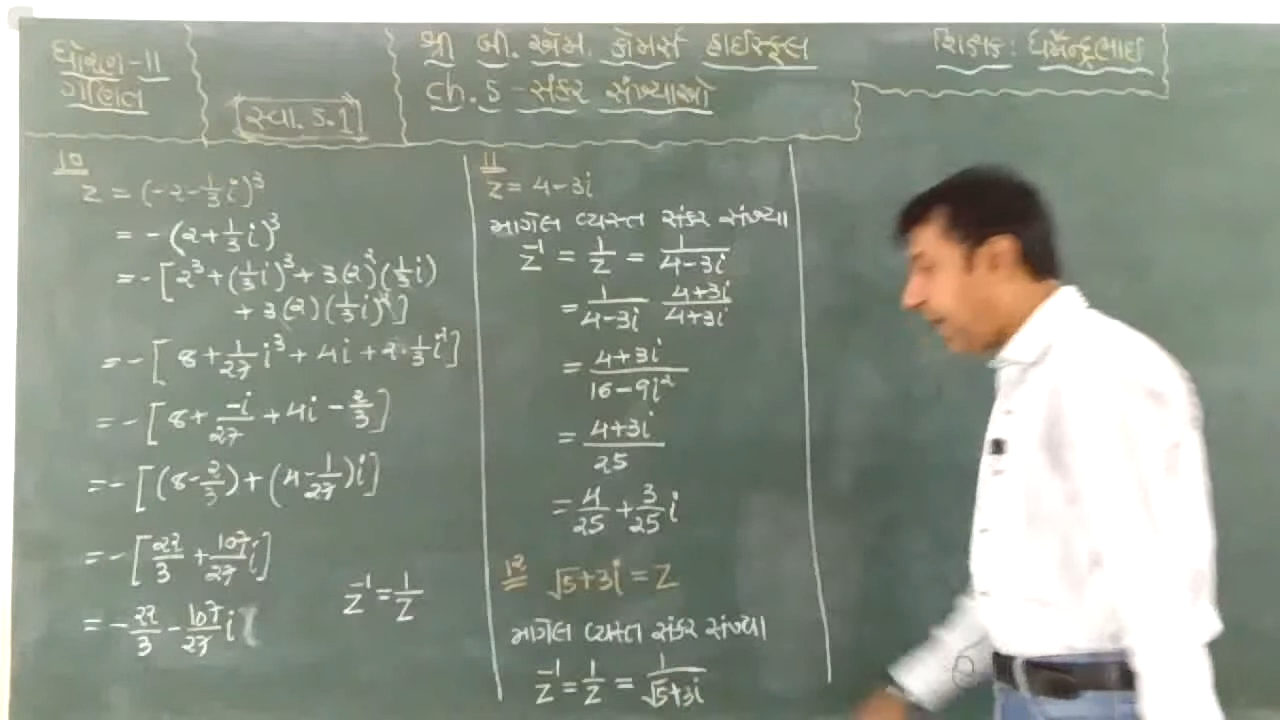 ધોરણ-11
ગણિત
સ્વા. 5.1
શ્રી બી. એમ. કોમર્સ હાઈસ્કૂલ
ch. 5 - સંકર સંખ્યાઓ
શિક્ષક: ધર્મેન્દ્રભાઈ
10
z = (-2-1/3 i)³
= -(2+1/3 i)³
= -[2³+(1/3 i)³+3(2)²(1/3 i)
+3(2)(1/3 i)²]
= -[8+1/27 i³+4i+2·1/3 i²]
= -[8+ -i/27 +4i - 2/3]
= -[(8-2/3)+(4-1/27)i]
= -[22/3 + 107/27 i]
= -22/3 - 107/27 i
z⁻¹ = 1/z
11
z = 4-3i
માગેલ વ્યસ્ત સંકર સંખ્યા
z⁻¹ = 1/z = 1/(4-3i)
= 1/(4-3i) (4+3i)/(4+3i)
= (4+3i)/(16-9i²)
= (4+3i)/25
= 4/25 + 3/25 i
12 √5+3i = z
માગેલ વ્યસ્ત સંકર સંખ્યા
z⁻¹ = 1/z = 1/(√5+3i)